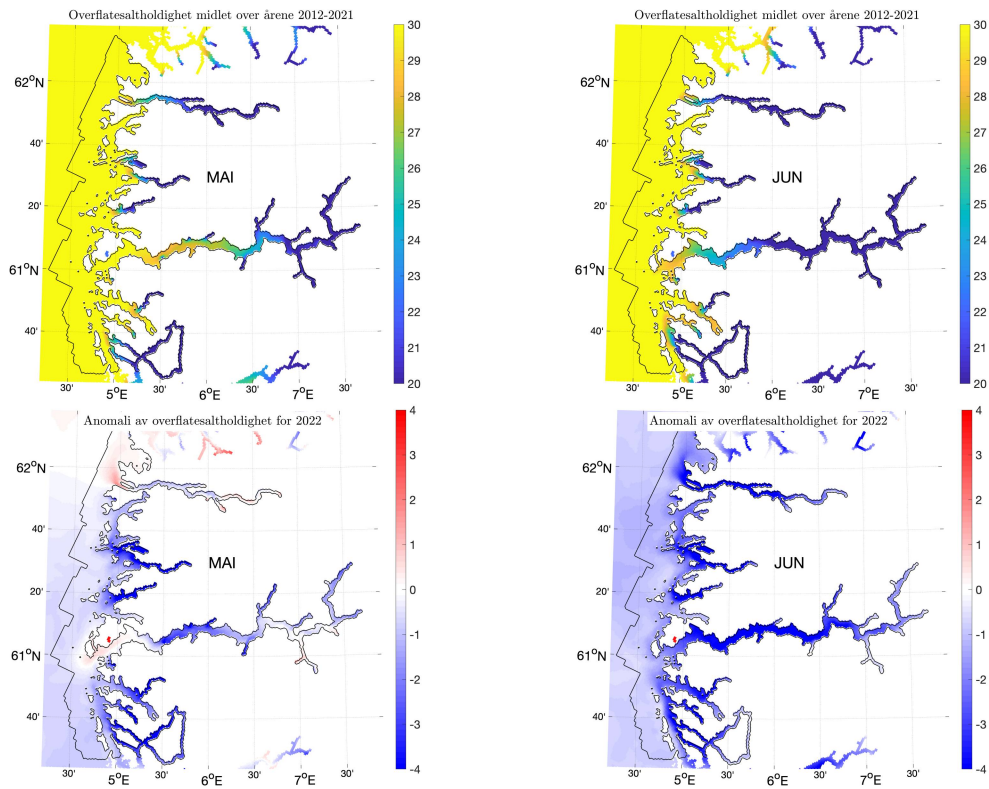 Overflatesaltholdighet midlet over årene 2012-2021
30
29
28
27
26
25
24
23
22
21
20
62°N
40'
20'
61°N
40'
MAI
30'
5°E
30'
6°E
30'
7°E
30'
Overflatesaltholdighet midlet over årene 2012-2021
30
29
28
27
26
25
24
23
22
21
20
62°N
40'
20'
61°N
40'
JUN
30'
5°E
30'
6°E
30'
7°E
30'
Anomali av overflatesaltholdighet for 2022
4
3
2
1
0
-1
-2
-3
-4
62°N
40'
20'
61°N
40'
MAI
30'
5°E
30'
6°E
30'
7°E
30'
Anomali av overflatesaltholdighet for 2022
4
3
2
1
0
-1
-2
-3
-4
62°N
40'
20'
61°N
40'
JUN
30'
5°E
30'
6°E
30'
7°E
30'